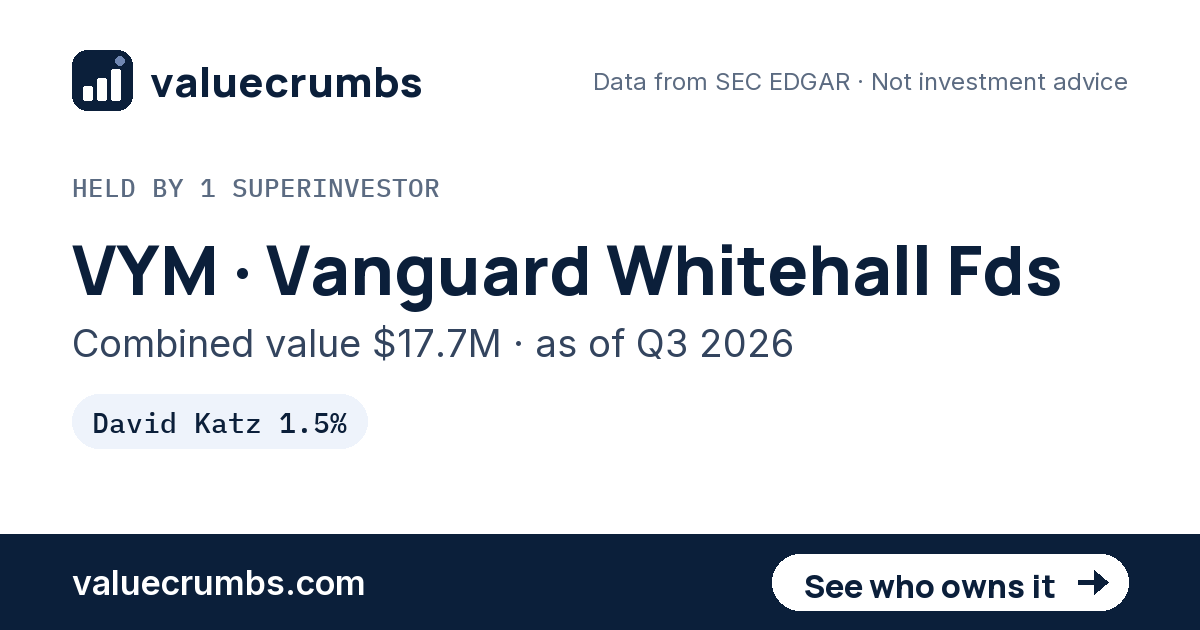 valuecrumbs
Data from SEC EDGAR · Not investment advice
HELD BY 1 SUPERINVESTOR
VYM · Vanguard Whitehall Fds
Combined value $17.7M · as of Q3 2026
David Katz 1.5%
valuecrumbs.com
See who owns it →